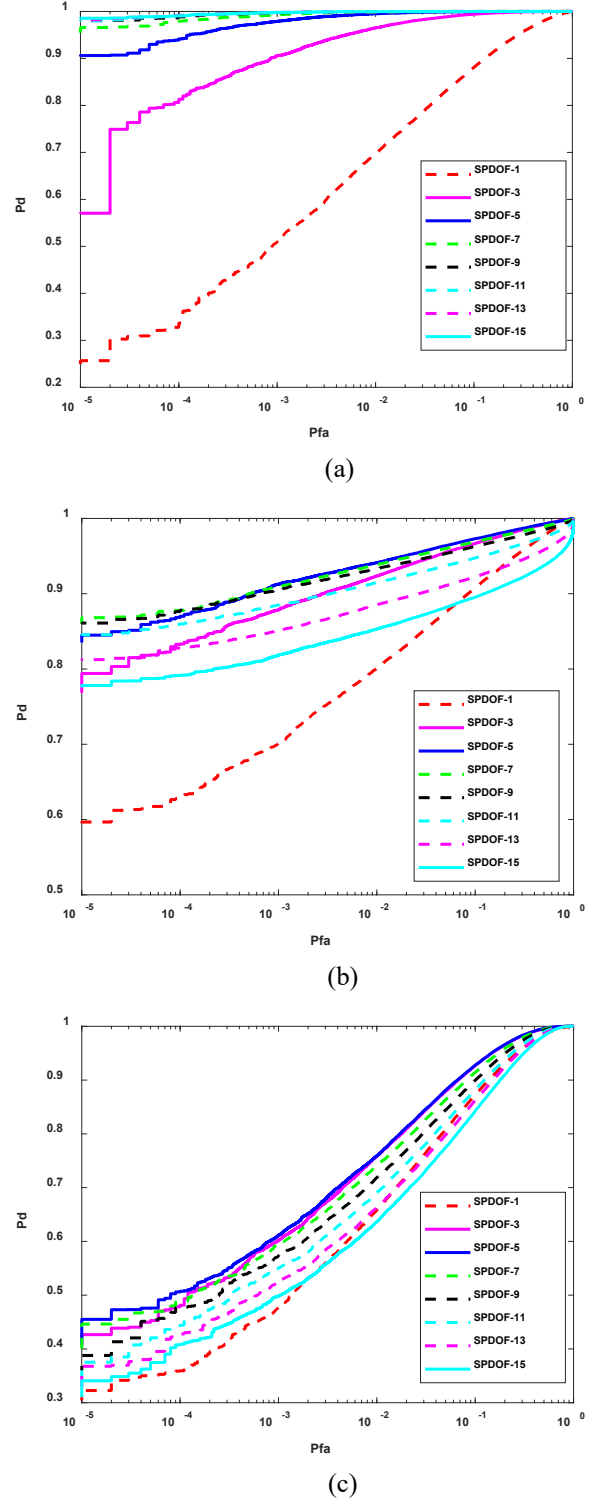 1
0.9
0.8
0.7
0.6
0.5
0.4
0.3
0.2
Pd
SPDOF-1
SPDOF-3
SPDOF-5
SPDOF-7
SPDOF-9
SPDOF-11
SPDOF-13
SPDOF-15
10 -5 10 -4 10 -3 10 -2 10 -1 10 0
Pfa
(a)
1
0.9
0.8
0.7
0.6
0.5
Pd
SPDOF-1
SPDOF-3
SPDOF-5
SPDOF-7
SPDOF-9
SPDOF-11
SPDOF-13
SPDOF-15
10 -5 10 -4 10 -3 10 -2 10 -1 10 0
Pfa
(b)
1
0.9
0.8
0.7
0.6
0.5
0.4
0.3
Pd
SPDOF-1
SPDOF-3
SPDOF-5
SPDOF-7
SPDOF-9
SPDOF-11
SPDOF-13
SPDOF-15
10 -5 10 -4 10 -3 10 -2 10 -1 10 0
Pfa
(c)